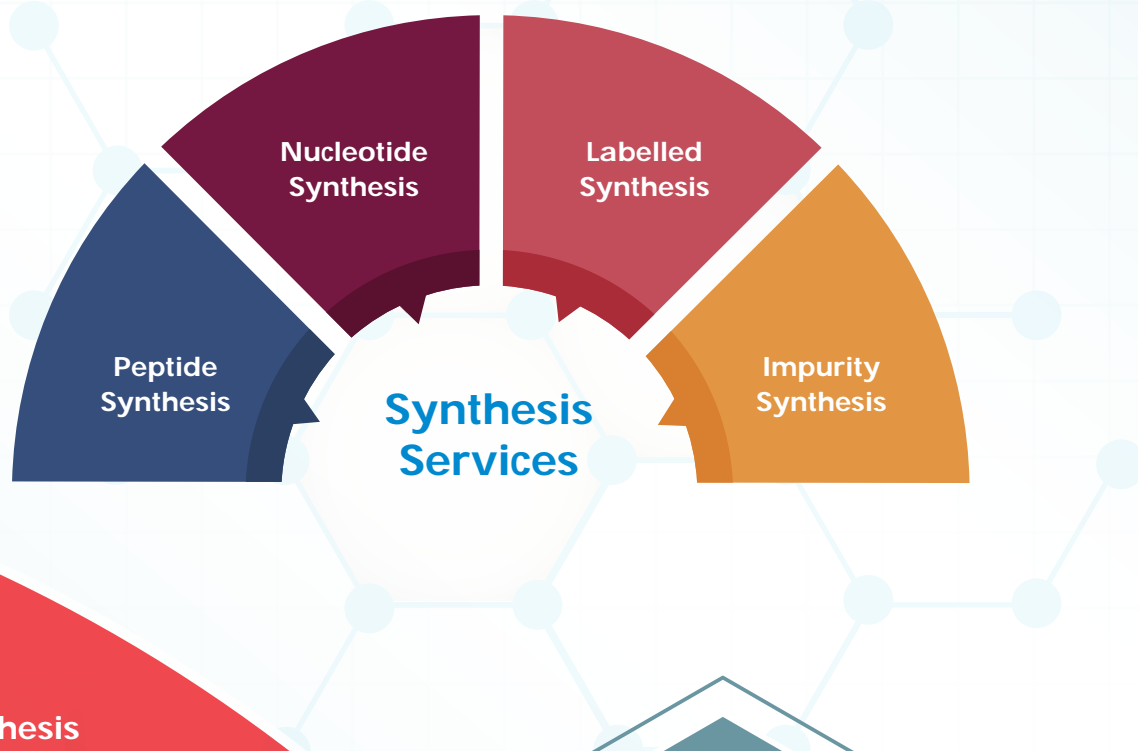 Nucleotide
Synthesis
Labelled
Synthesis
Peptide
Synthesis
Impurity
Synthesis
Synthesis
Services
hesis